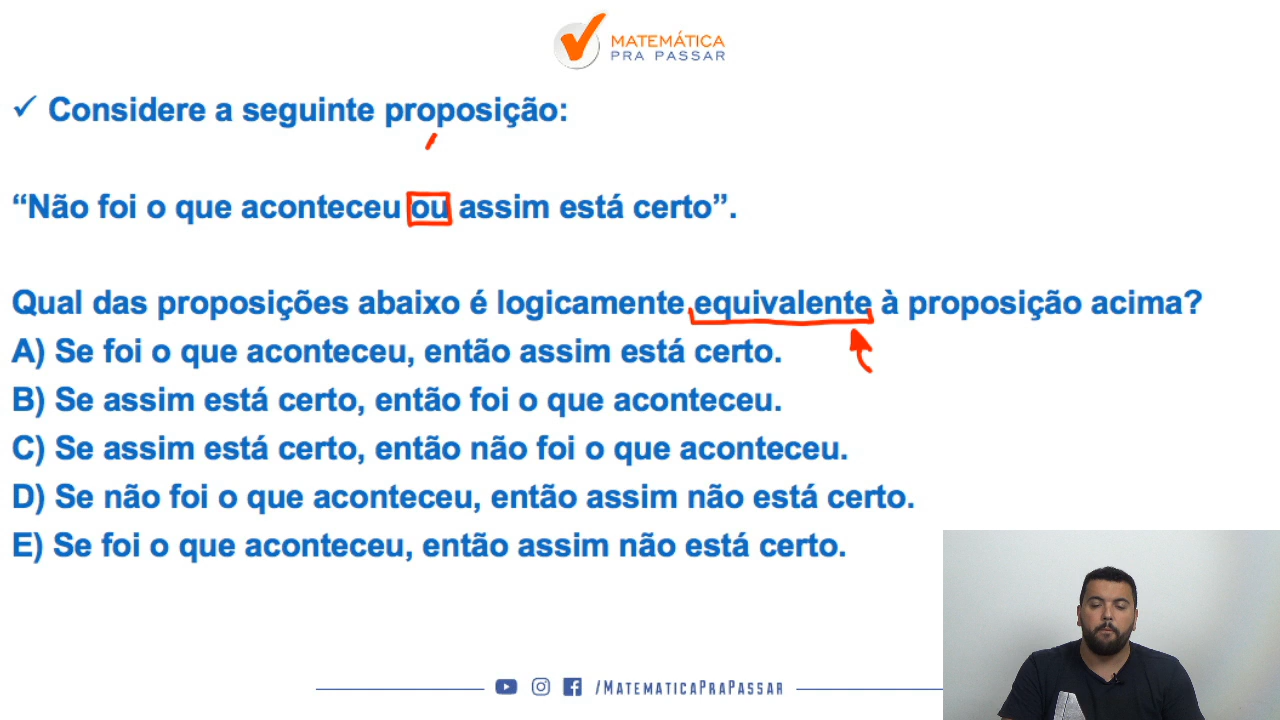 MATEMÁTICA
PRA PASSAR
✓ Considere a seguinte proposição:
“Não foi o que aconteceu ou assim está certo”.
Qual das proposições abaixo é logicamente equivalente à proposição acima?
A) Se foi o que aconteceu, então assim está certo.
B) Se assim está certo, então foi o que aconteceu.
C) Se assim está certo, então não foi o que aconteceu.
D) Se não foi o que aconteceu, então assim não está certo.
E) Se foi o que aconteceu, então assim não está certo.
/MATEMATICAPRAPASSAR